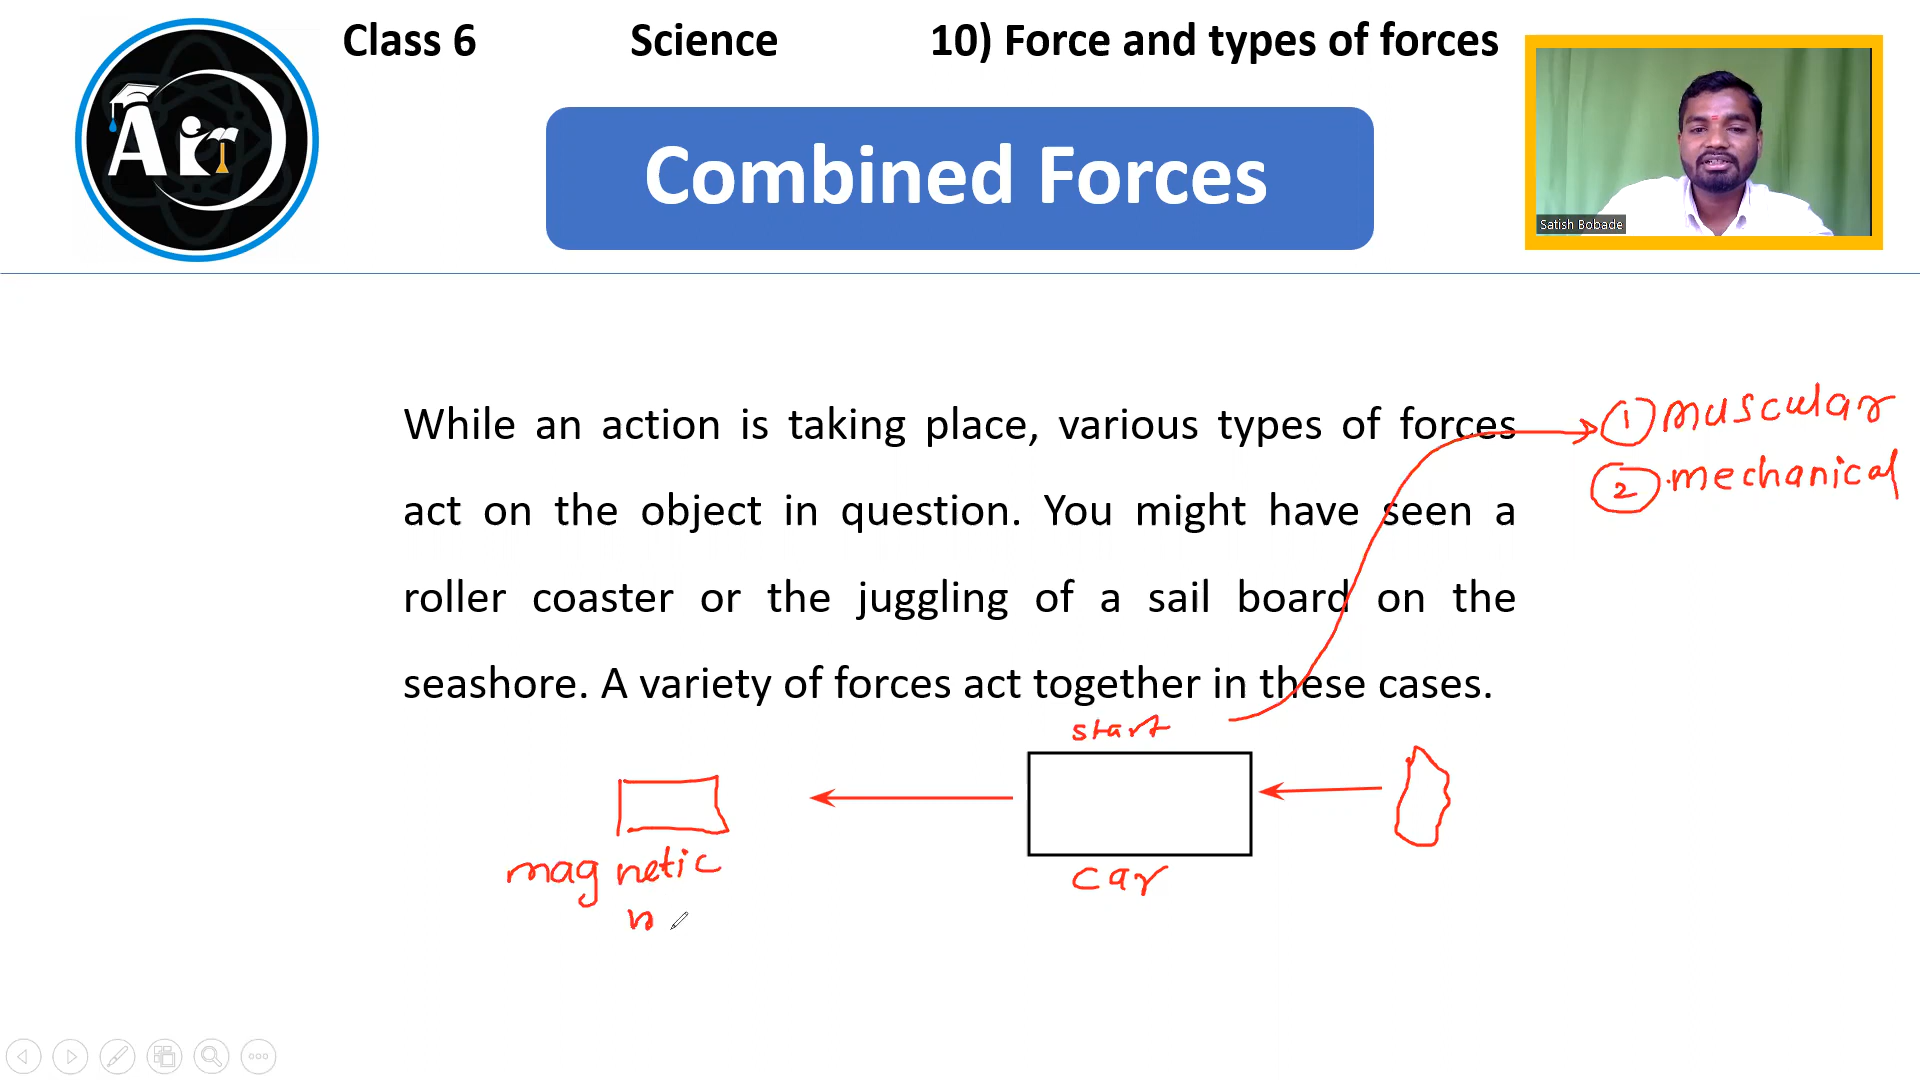 Class 6 Science 10) Force and types of forces
Air
Combined Forces
Satish Bobade
While an action is taking place, various types of forces
act on the object in question. You might have seen a
roller coaster or the juggling of a sail board on the
seashore. A variety of forces act together in these cases.
1 muscular
2 mechanical
start
car
magnetic